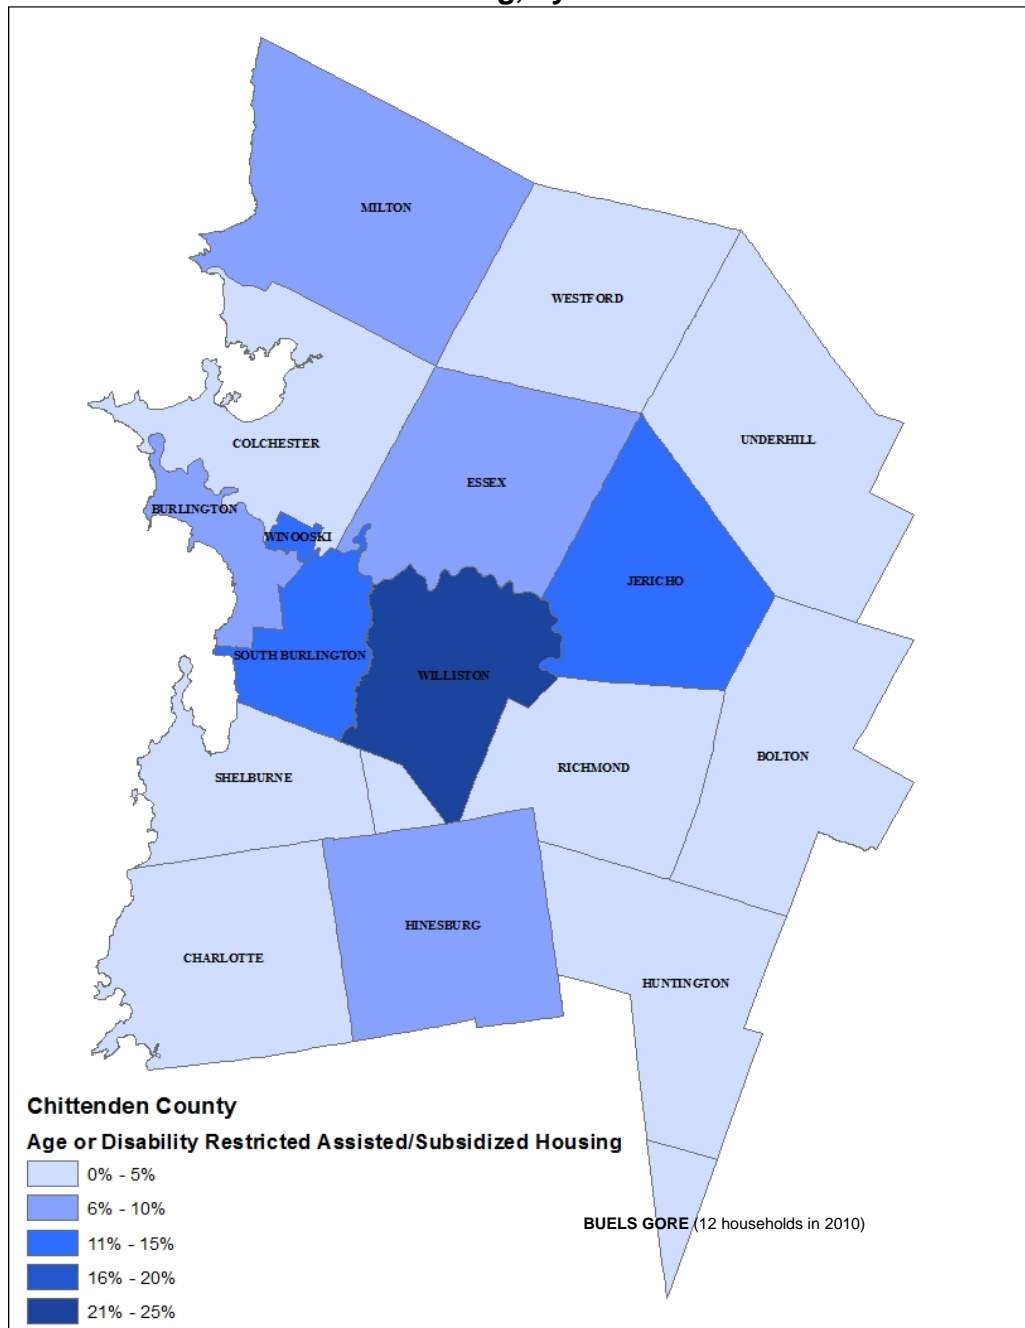 MILTON
WESTFORD
COLCHESTER
UNDERHILL
ESSEX
BURLINGTON
WINOOSKI
JERICHO
SOUTH BURLINGTON
WILLISTON
BOLTON
RICHMOND
SHELBURNE
HINESBURG
CHARLOTTE
HUNTINGTON
Chittenden County
Age or Disability Restricted Assisted/Subsidized Housing
0% - 5%
6% - 10%
BUELS GORE (12 households in 2010)
11% - 15%
16% - 20%
21% - 25%